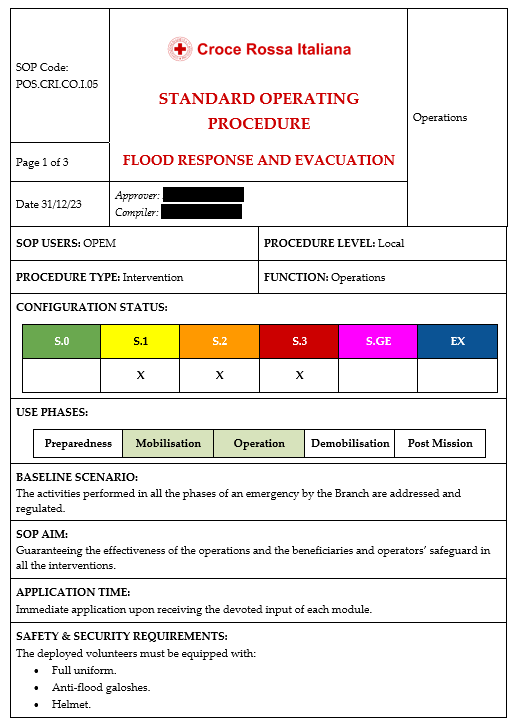 SOP Code:
POS.CRI.CO.I.05
Croce Rossa Italiana
STANDARD OPERATING
PROCEDURE
FLOOD RESPONSE AND EVACUATION
Operations
Page 1 of 3
Date 31/12/23
Approver:
Compiler:
SOP USERS: OPEM
PROCEDURE LEVEL: Local
PROCEDURE TYPE: Intervention
FUNCTION: Operations
CONFIGURATION STATUS:
S.0 S.1 S.2 S.3 S.GE EX
X X X
USE PHASES:
Preparedness Mobilisation Operation Demobilisation Post Mission
BASELINE SCENARIO:
The activities performed in all the phases of an emergency by the Branch are addressed and
regulated.
SOP AIM:
Guaranteeing the effectiveness of the operations and the beneficiaries and operators’ safeguard in
all the interventions.
APPLICATION TIME:
Immediate application upon receiving the devoted input of each module.
SAFETY & SECURITY REQUIREMENTS:
The deployed volunteers must be equipped with:
• Full uniform.
• Anti-flood galoshes.
• Helmet.